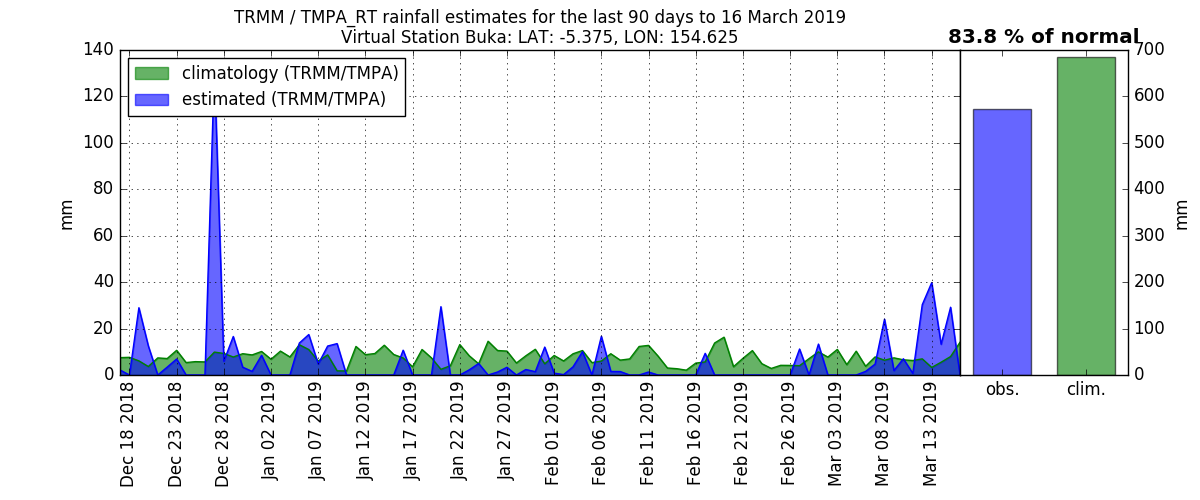 TRMM / TMPA_RT rainfall estimates for the last 90 days to 16 March 2019
Virtual Station Buka: LAT: -5.375, LON: 154.625
83.8 % of normal
climatology (TRMM/TMPA)
estimated (TRMM/TMPA)
140
120
100
80
60
40
20
0
mm
Dec 18 2018
Dec 23 2018
Dec 28 2018
Jan 02 2019
Jan 07 2019
Jan 12 2019
Jan 17 2019
Jan 22 2019
Jan 27 2019
Feb 01 2019
Feb 06 2019
Feb 11 2019
Feb 16 2019
Feb 21 2019
Feb 26 2019
Mar 03 2019
Mar 08 2019
Mar 13 2019
700
600
500
400
300
200
100
0
mm
obs.
clim.